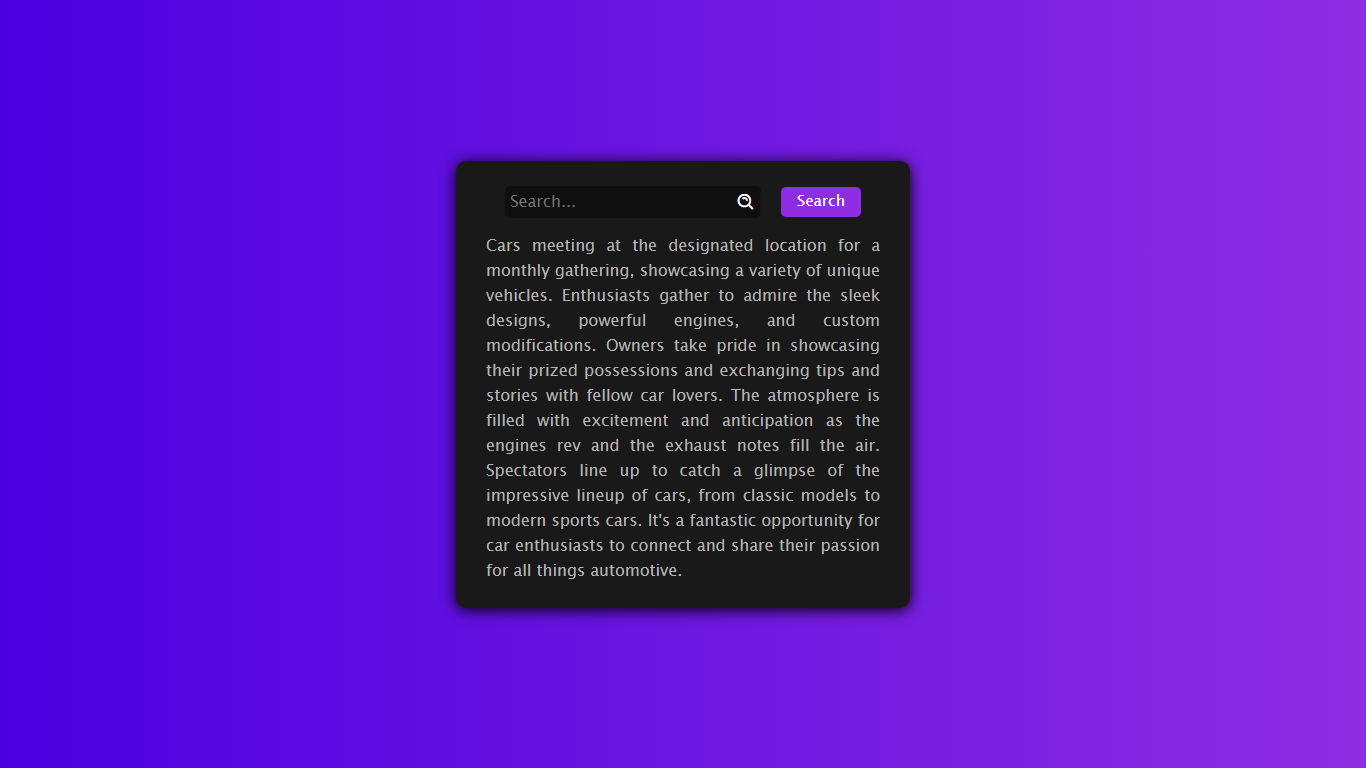 Search...
Search
Cars meeting at the designated location for a
monthly gathering, showcasing a variety of unique
vehicles. Enthusiasts gather to admire the sleek
designs, powerful engines, and custom
modifications. Owners take pride in showcasing
their prized possessions and exchanging tips and
stories with fellow car lovers. The atmosphere is
filled with excitement and anticipation as the
engines rev and the exhaust notes fill the air.
Spectators line up to catch a glimpse of the
impressive lineup of cars, from classic models to
modern sports cars. It's a fantastic opportunity for
car enthusiasts to connect and share their passion
for all things automotive.